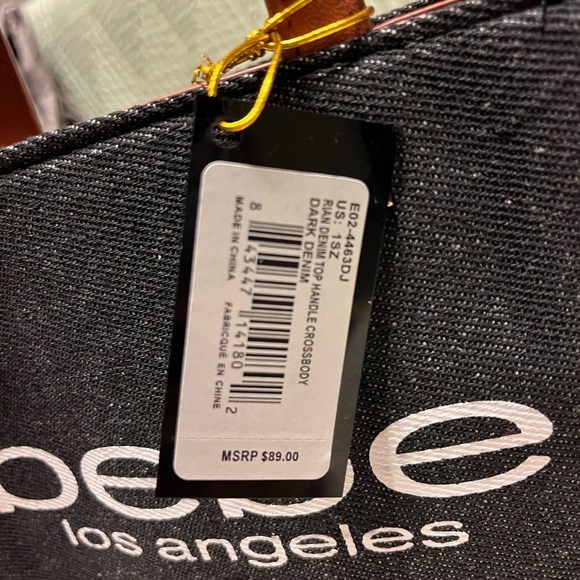 E02-4463DJ
US: 1SZ
RIAN DENIM TOP HANDLE CROSSBODY
DARK DENIM
8 43447 14180 2
MADE IN CHINA FABRIQUÉ EN CHINE
MSRP $89.00
bebe
los angeles